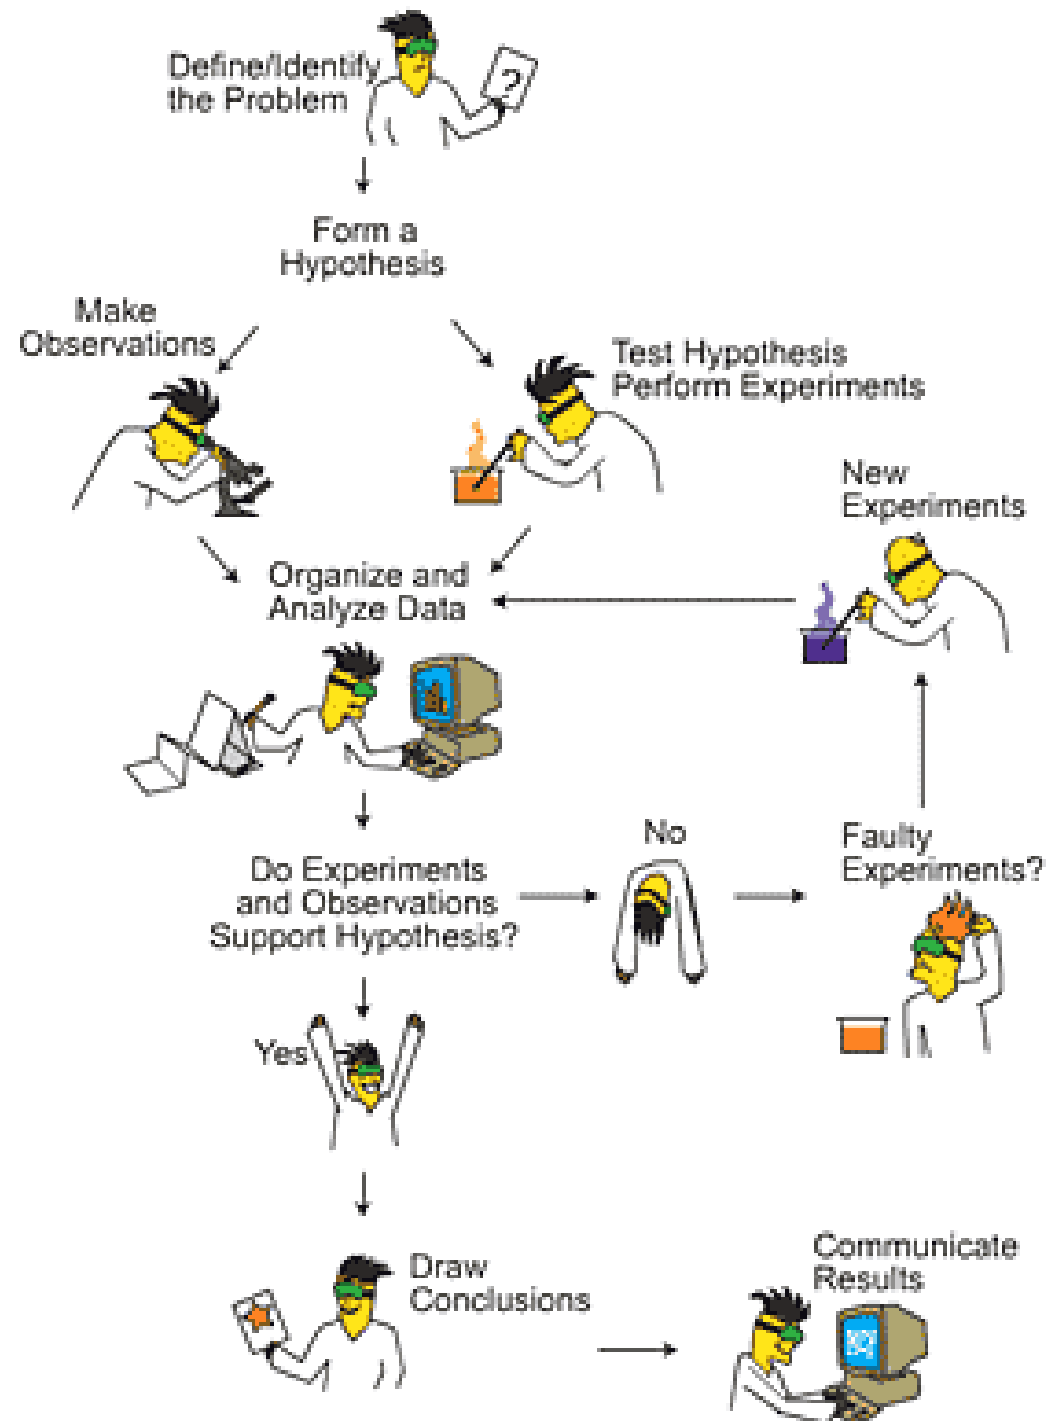 Define/Identify
the Problem
?
Form a
Hypothesis
Make
Observations
Test Hypothesis
Perform Experiments
New
Experiments
Organize and
Analyze Data
No
Faulty
Experiments?
Do Experiments
and Observations
Support Hypothesis?
Yes
Draw
Conclusions
Communicate
Results